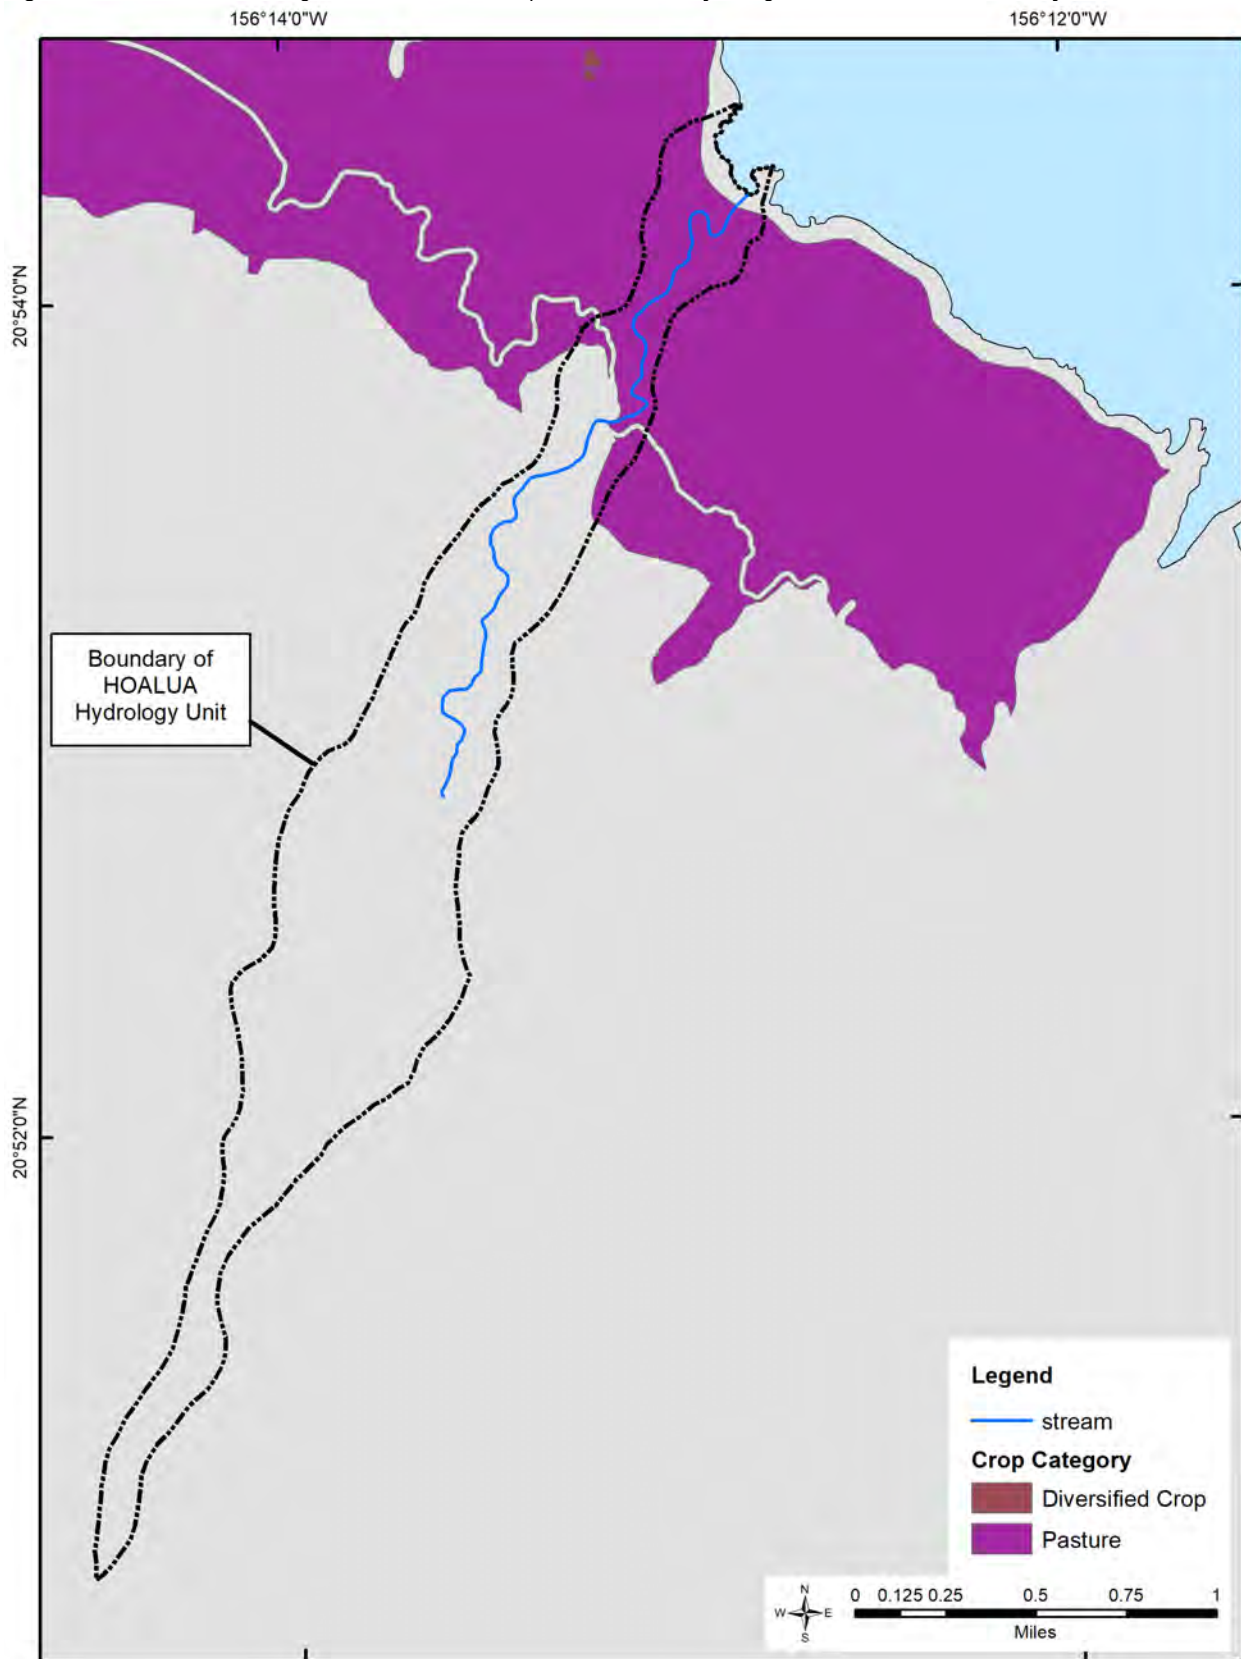 156°14'0"W
156°12'0"W
20°54'0"N
Boundary of
HOALUA
Hydrology Unit
20°52'0"N
Legend
stream
Crop Category
Diversified Crop
Pasture
N
W E
S
0 0.125 0.25 0.5 0.75 1
Miles